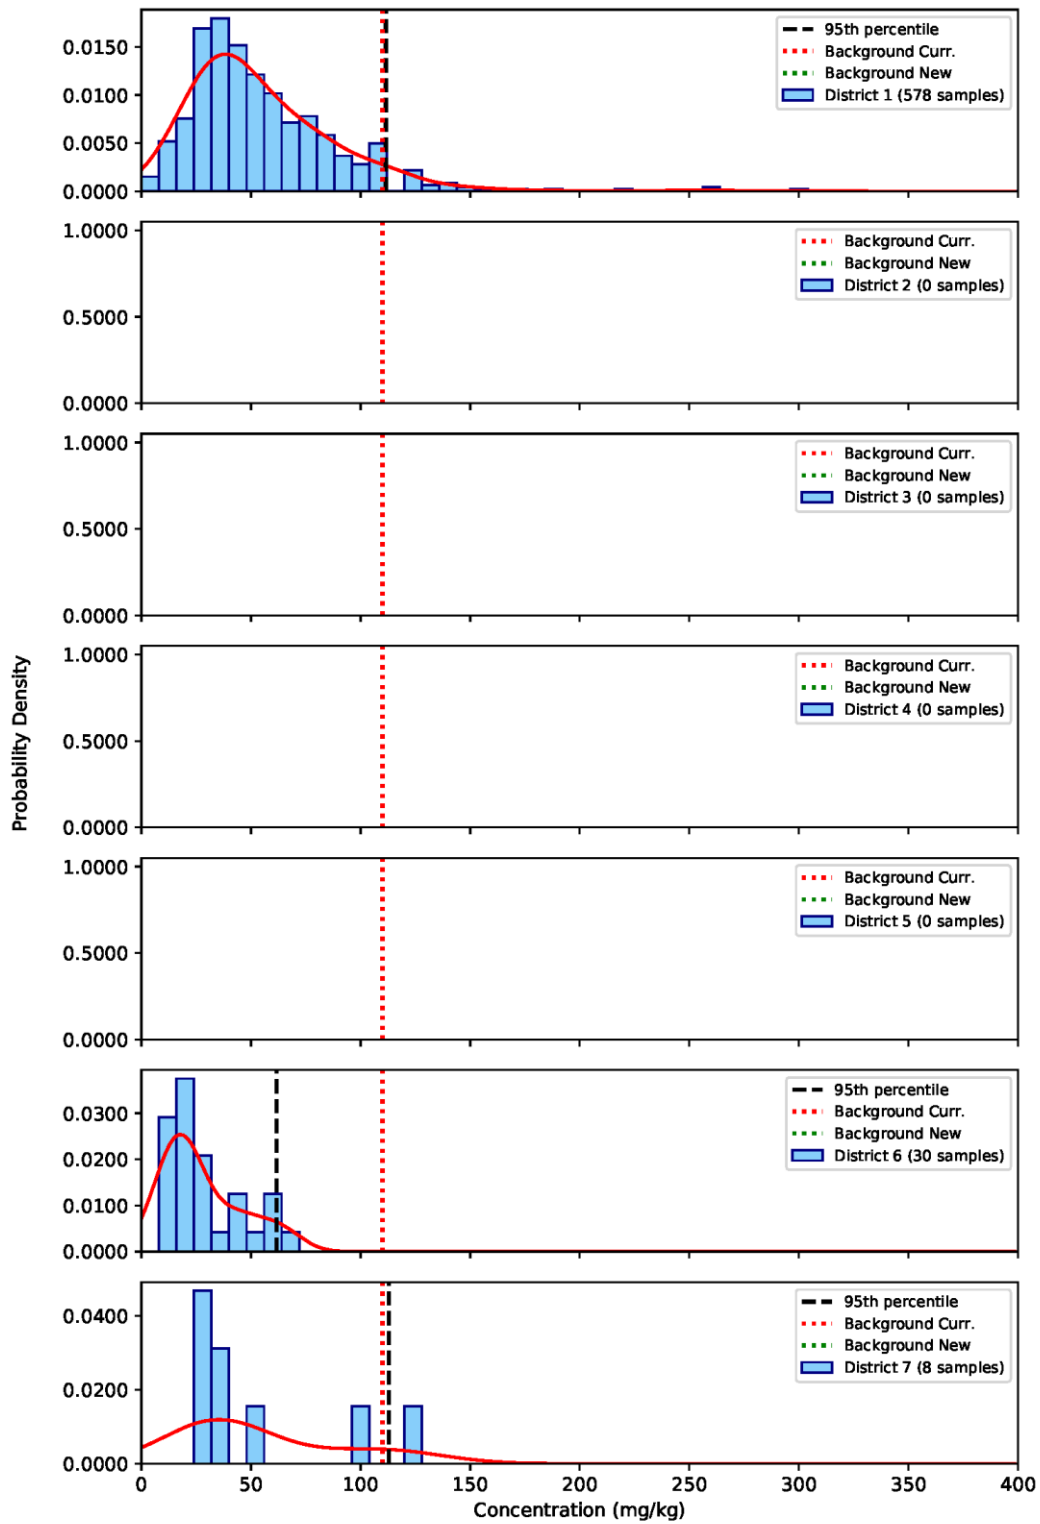 0.0150
0.0100
0.0050
0.0000
95th percentile
Background Curr.
Background New
District 1 (578 samples)
1.0000
0.5000
0.0000
Background Curr.
Background New
District 2 (0 samples)
1.0000
0.5000
0.0000
Background Curr.
Background New
District 3 (0 samples)
1.0000
0.5000
0.0000
Background Curr.
Background New
District 4 (0 samples)
Probability Density
1.0000
0.5000
0.0000
Background Curr.
Background New
District 5 (0 samples)
0.0300
0.0200
0.0100
0.0000
95th percentile
Background Curr.
Background New
District 6 (30 samples)
0.0400
0.0200
0.0000
95th percentile
Background Curr.
Background New
District 7 (8 samples)
0 50 100 150 200 250 300 350 400
Concentration (mg/kg)